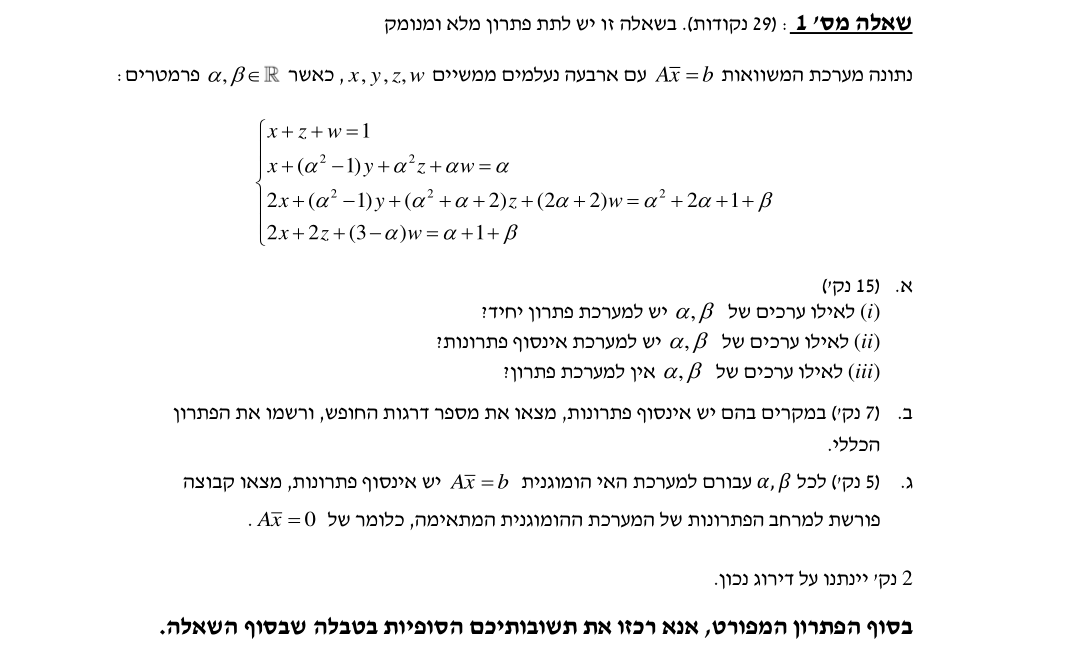 שאלה מס' 1 : (29 נקודות). בשאלה זו יש לתת פתרון מלא ומנומק
נתונה מערכת המשוואות Ax̅ = b עם ארבעה נעלמים ממשיים x, y, z, w, כאשר α, β ∈ ℝ פרמטרים:
x + z + w = 1
x + (α² − 1)y + α²z + αw = α
2x + (α² − 1)y + (α² + α + 2)z + (2α + 2)w = α² + 2α + 1 + β
2x + 2z + (3 − α)w = α + 1 + β
א. (15 נק')
(i) לאילו ערכים של α, β יש למערכת פתרון יחיד?
(ii) לאילו ערכים של α, β יש למערכת אינסוף פתרונות?
(iii) לאילו ערכים של α, β אין למערכת פתרון?
ב. (7 נק') במקרים בהם יש אינסוף פתרונות, מצאו את מספר דרגות החופש, ורשמו את הפתרון
הכללי.
ג. (5 נק') לכל α, β עבורם למערכת האי הומוגנית Ax̅ = b יש אינסוף פתרונות, מצאו קבוצה
פורשת למרחב הפתרונות של המערכת ההומוגנית המתאימה, כלומר של Ax̅ = 0 .
2 נק' יינתנו על דירוג נכון.
בסוף הפתרון המפורט, אנא רכזו את תשובותיכם הסופיות בטבלה שבסוף השאלה.